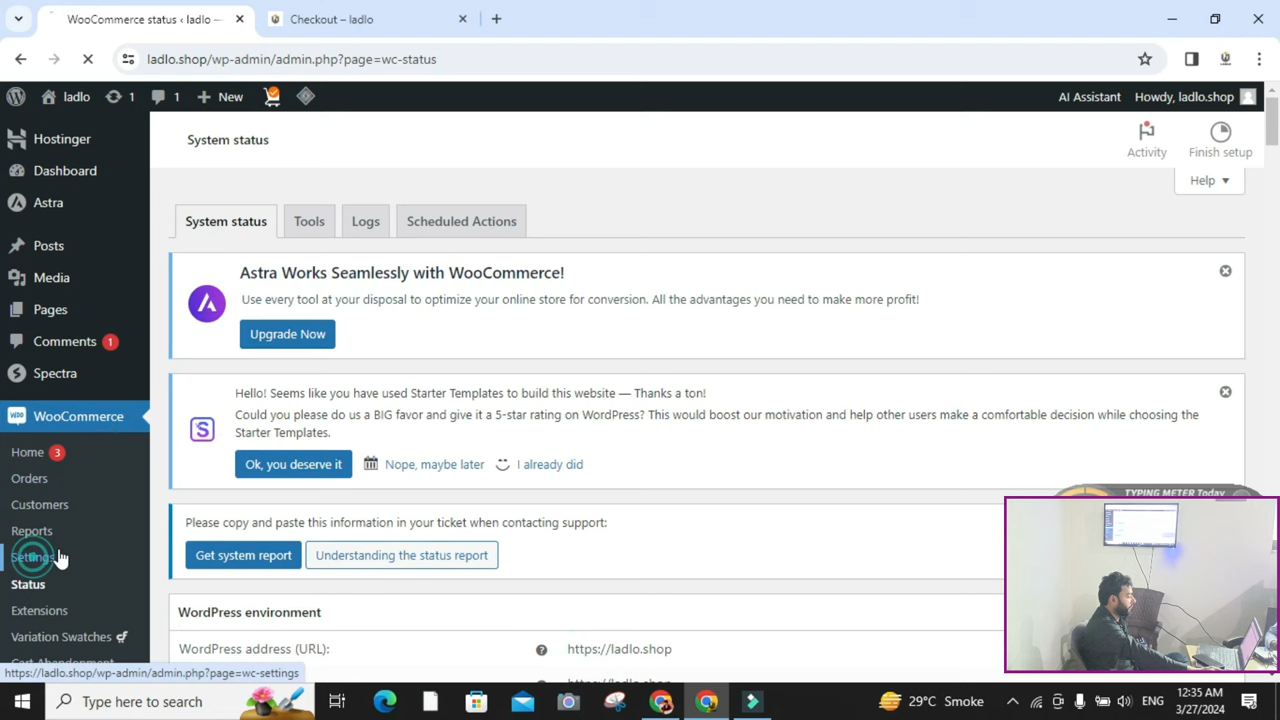 WooCommerce status ‹ ladlo —
Checkout – ladlo
ladlo.shop/wp-admin/admin.php?page=wc-status
ladlo
1
1
New
AI Assistant
Howdy, ladlo.shop
Hostinger
Dashboard
Astra
Posts
Media
Pages
Comments 1
Spectra
WooCommerce
Home 3
Orders
Customers
Reports
Settings
Status
Extensions
Variation Swatches
Cart Abandonment
System status
Activity
Finish setup
Help
System status
Tools
Logs
Scheduled Actions
Astra Works Seamlessly with WooCommerce!
Use every tool at your disposal to optimize your online store for conversion. All the advantages you need to make more profit!
Upgrade Now
Hello! Seems like you have used Starter Templates to build this website — Thanks a ton!
Could you please do us a BIG favor and give it a 5-star rating on WordPress? This would boost our motivation and help other users make a comfortable decision while choosing the
Starter Templates.
Ok, you deserve it
Nope, maybe later
I already did
Please copy and paste this information in your ticket when contacting support:
Get system report
Understanding the status report
WordPress environment
WordPress address (URL):
https://ladlo.shop
TYPING METER Today
https://ladlo.shop/wp-admin/admin.php?page=wc-settings
Type here to search
29°C Smoke
ENG
12:35 AM
3/27/2024